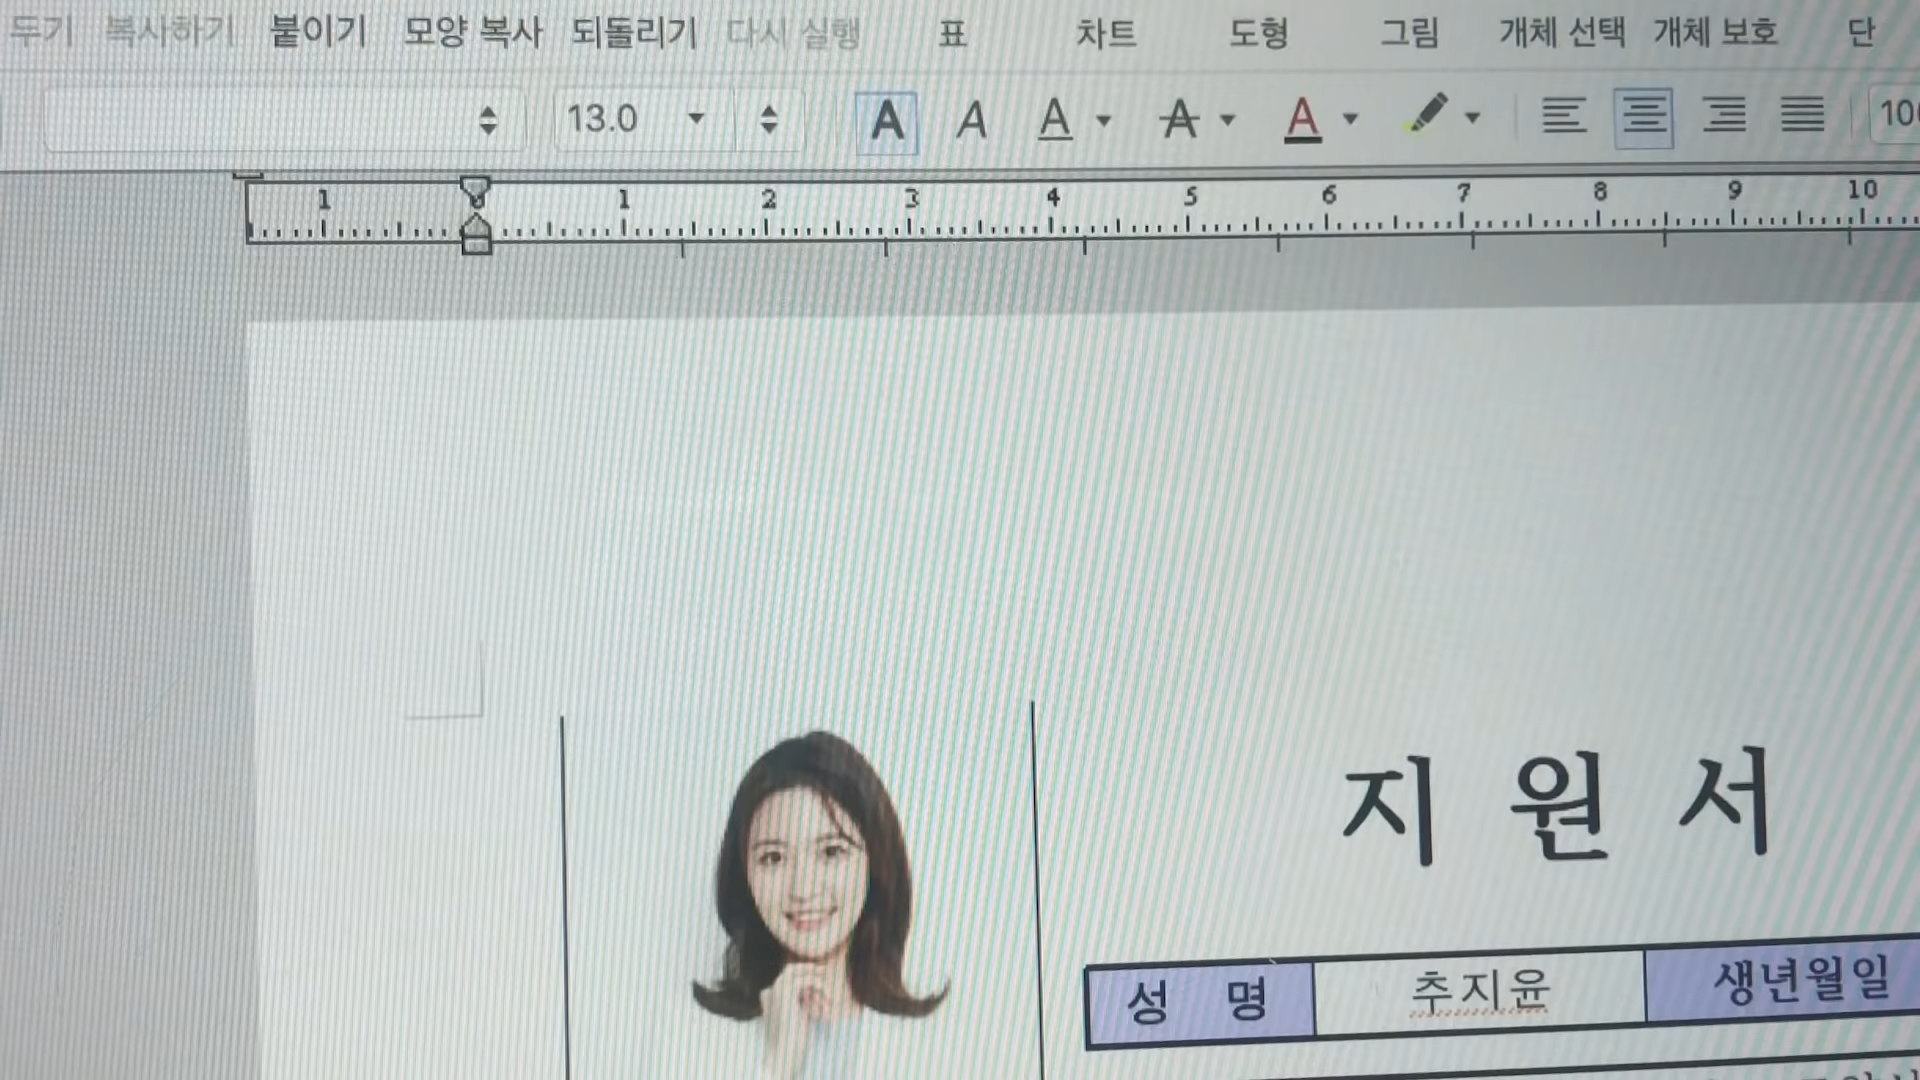 두기 복사하기 붙이기 모양 복사 되돌리기 다시 실행 표 차트 도형 그림 개체 선택 개체 보호 단
13.0 A A A A A
1 1 2 3 4 5 6 7 8 9 10
지 원 서
성 명 추지윤 생년월일